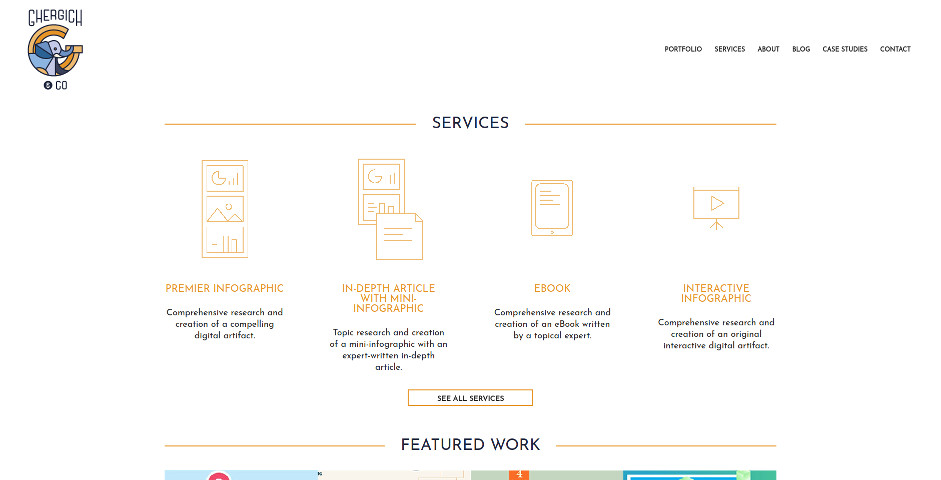 GHERGICH
$ CO
PORTFOLIO SERVICES ABOUT BLOG CASE STUDIES CONTACT
SERVICES
PREMIER INFOGRAPHIC
Comprehensive research and
creation of a compelling
digital artifact.
IN-DEPTH ARTICLE
WITH MINI-
INFOGRAPHIC
Topic research and creation
of a mini-infographic with an
expert-written in-depth
article.
EBOOK
Comprehensive research and
creation of an eBook written
by a topical expert.
INTERACTIVE
INFOGRAPHIC
Comprehensive research and
creation of an original
interactive digital artifact.
SEE ALL SERVICES
FEATURED WORK
4